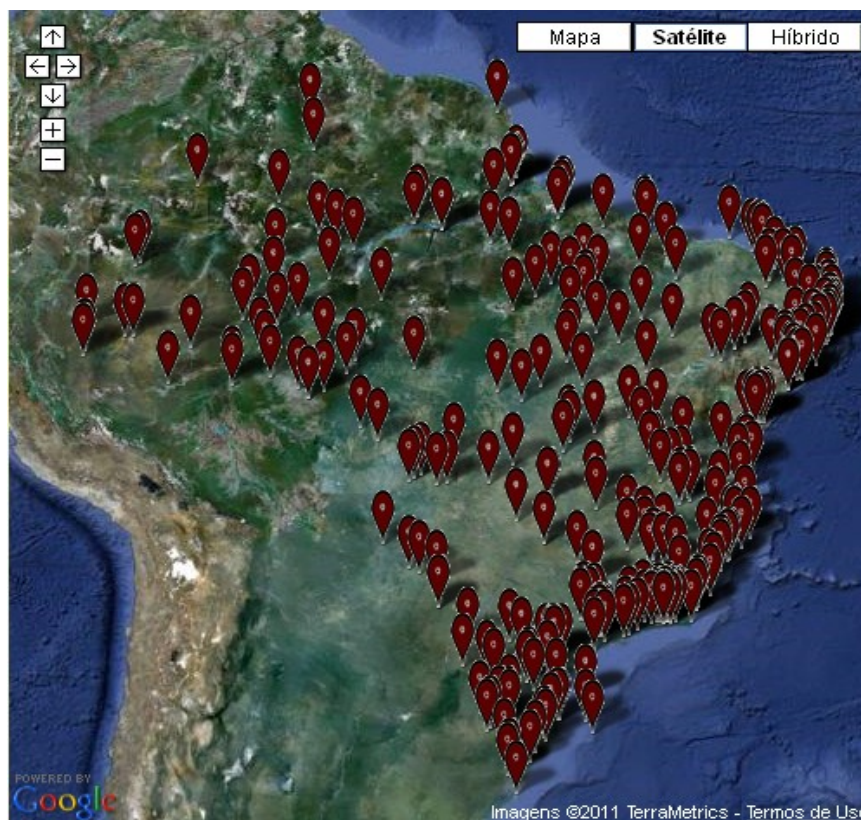 Mapa Satélite Híbrido
POWERED BY
Google
Imagens ©2011 TerraMetrics - Termos de Us